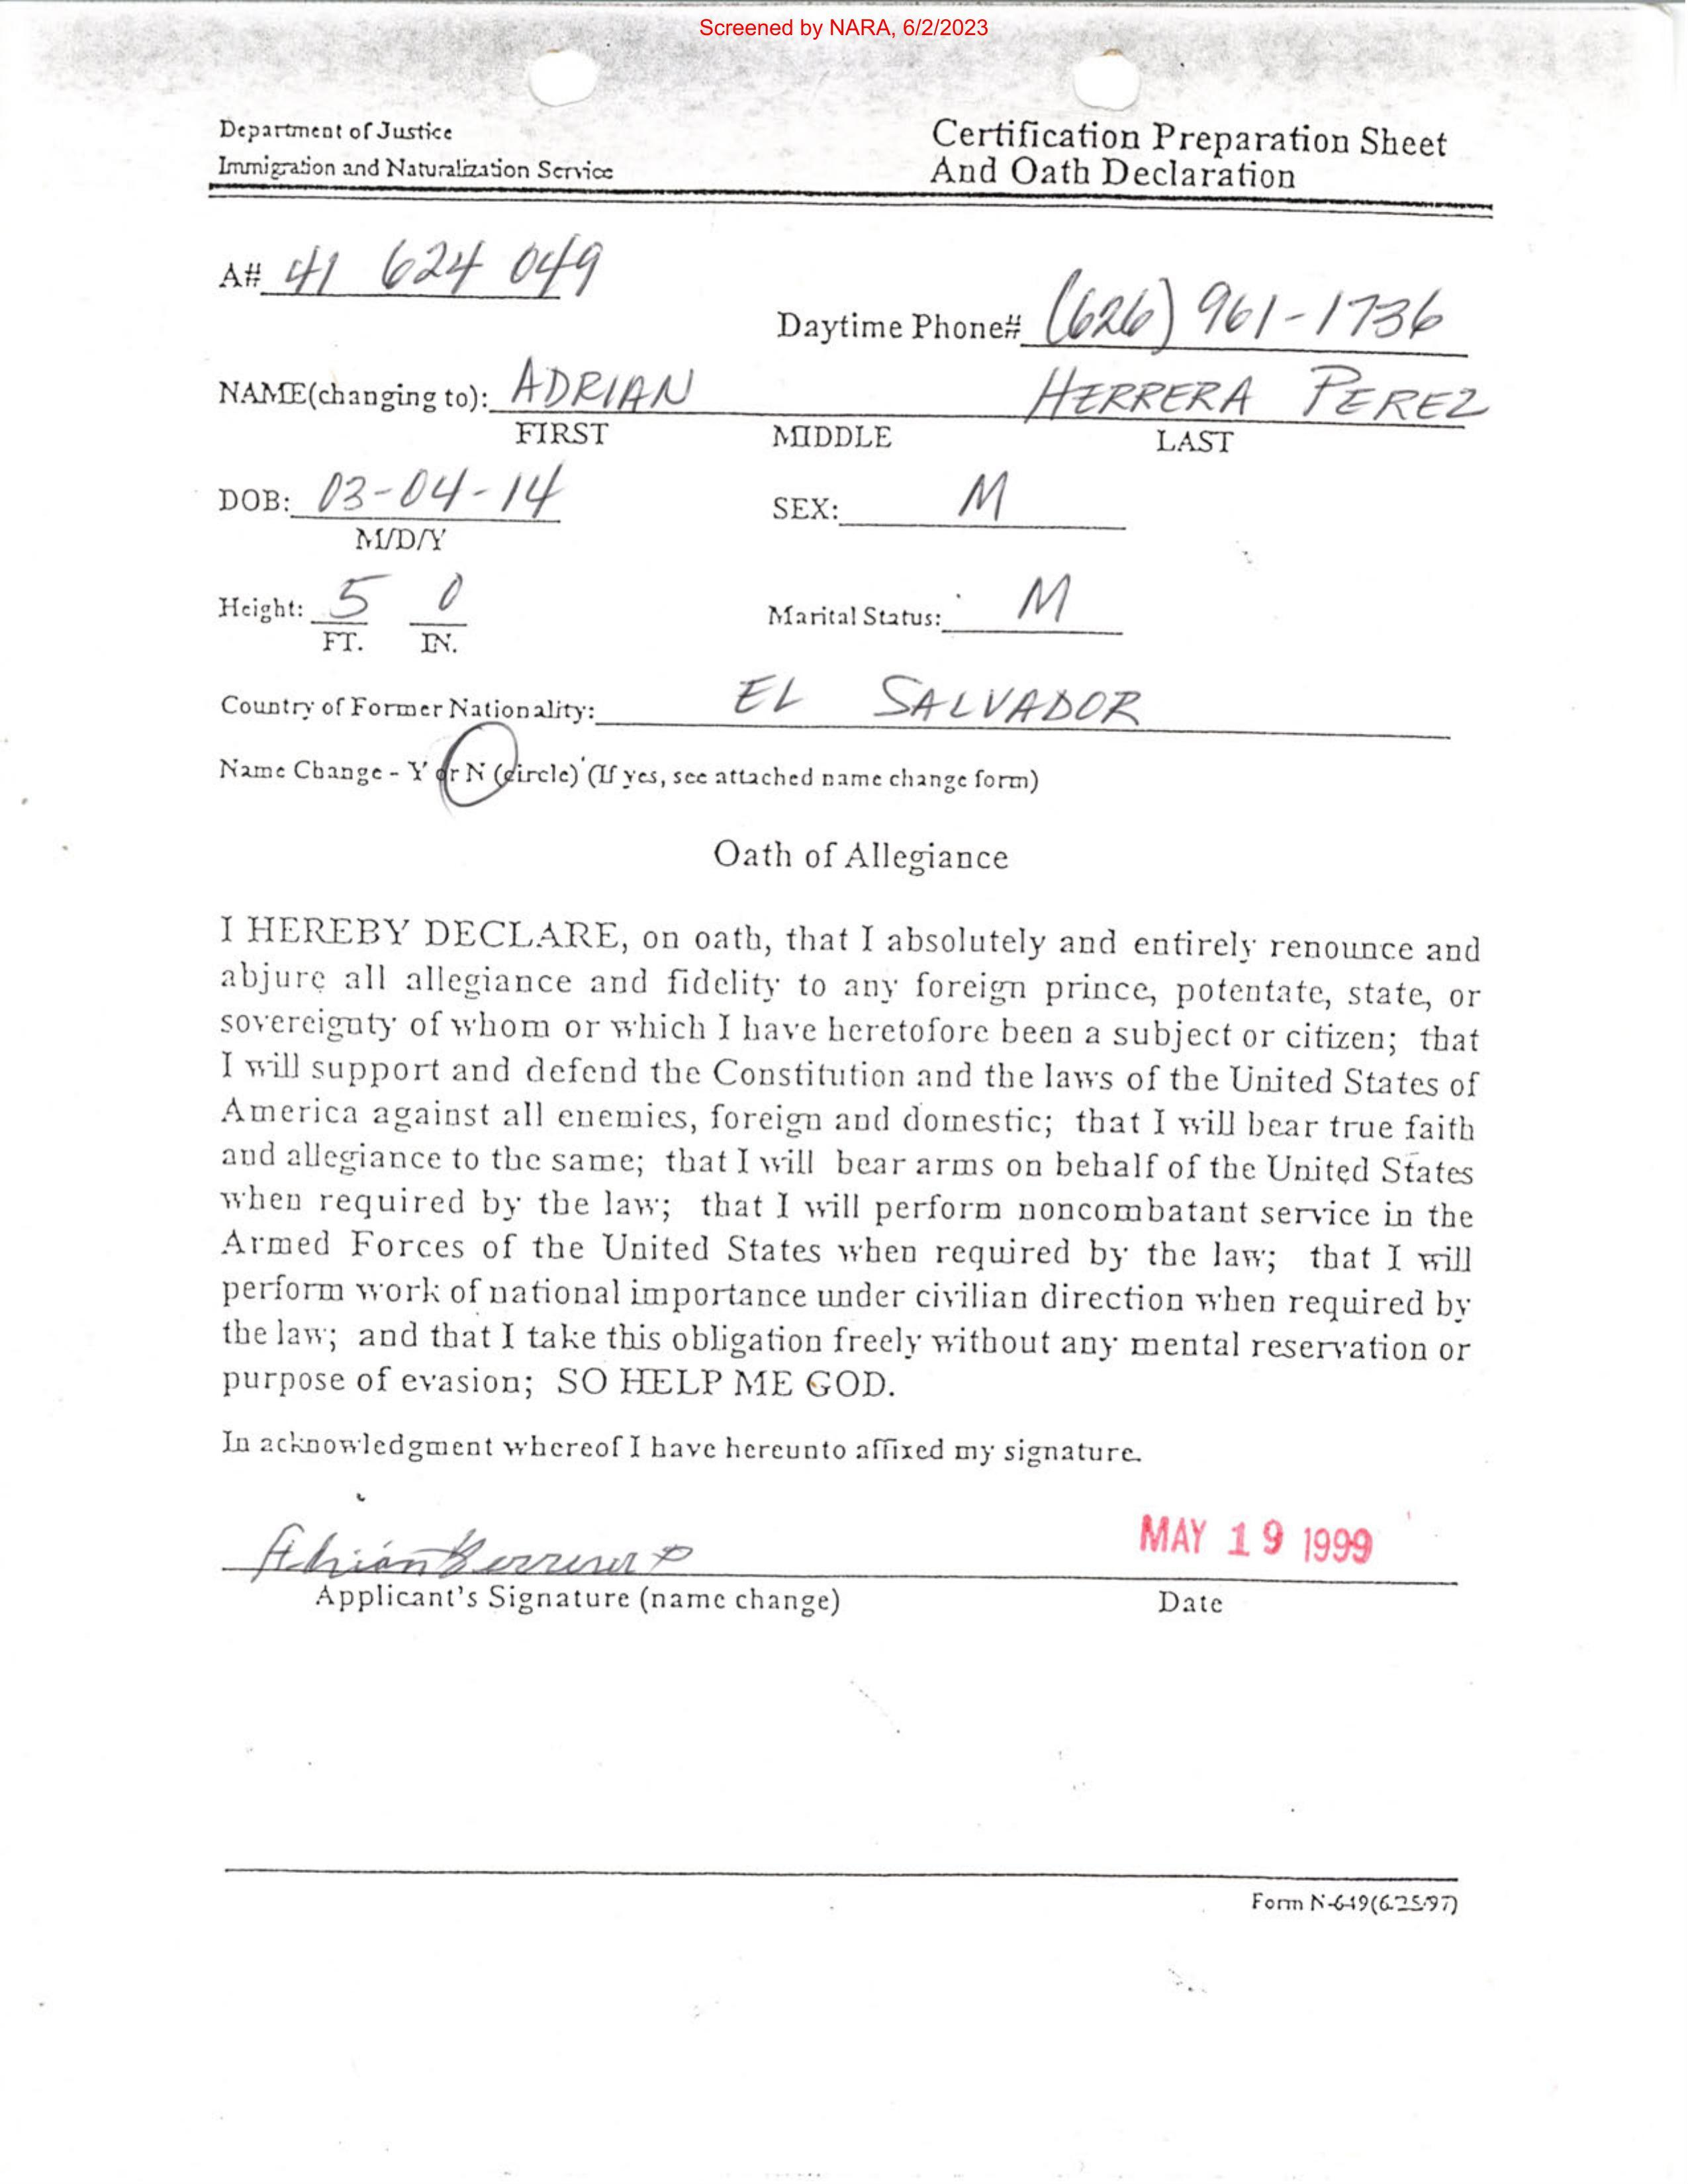 Screened by NARA, 6/2/2023
Department of Justice
Immigration and Naturalization Service
Certification Preparation Sheet
And Oath Declaration
A# 41 624 049
Daytime Phone# (626) 961-1736
NAME(changing to): ADRIAN HERRERA PEREZ
FIRST MIDDLE LAST
DOB: 03-04-14 SEX: M
M/D/Y
Height: 5 0 Marital Status: M
FT. IN.
Country of Former Nationality: EL SALVADOR
Name Change - Y or N (circle) (If yes, see attached name change form)
Oath of Allegiance
I HEREBY DECLARE, on oath, that I absolutely and entirely renounce and
abjure all allegiance and fidelity to any foreign prince, potentate, state, or
sovereignty of whom or which I have heretofore been a subject or citizen; that
I will support and defend the Constitution and the laws of the United States of
America against all enemies, foreign and domestic; that I will bear true faith
and allegiance to the same; that I will bear arms on behalf of the United States
when required by the law; that I will perform noncombatant service in the
Armed Forces of the United States when required by the law; that I will
perform work of national importance under civilian direction when required by
the law; and that I take this obligation freely without any mental reservation or
purpose of evasion; SO HELP ME GOD.
In acknowledgment whereof I have hereunto affixed my signature.
Adrián Herrera P
MAY 19 1999
Applicant's Signature (name change) Date
Form N-649(6/25/97)